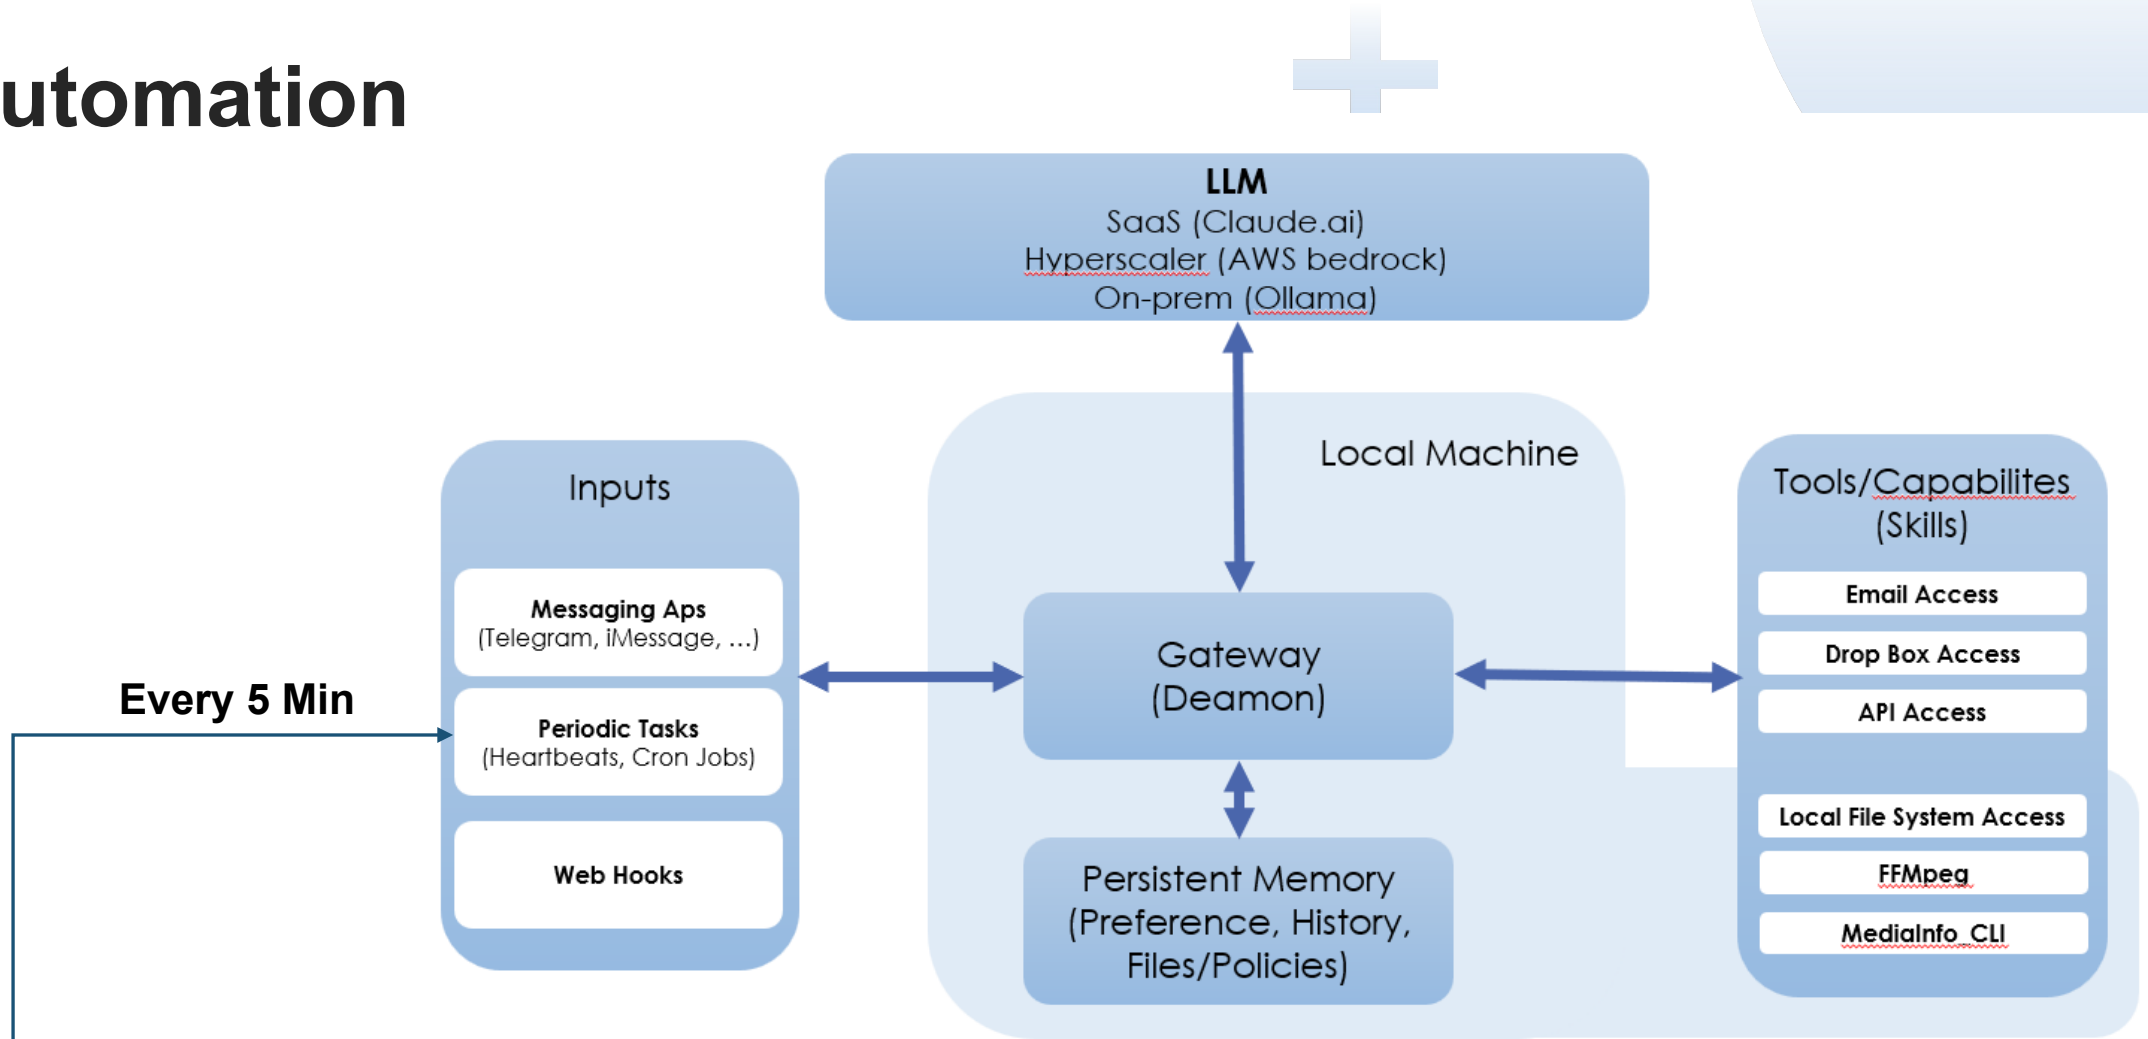 utomation
LLM
SaaS (Claude.ai)
Hyperscaler (AWS bedrock)
On-prem (Ollama)
Local Machine
Inputs
Messaging Aps
(Telegram, iMessage, ...)
Every 5 Min
Periodic Tasks
(Heartbeats, Cron Jobs)
Web Hooks
Gateway
(Deamon)
Persistent Memory
(Preference, History,
Files/Policies)
Tools/Capabilites
(Skills)
Email Access
Drop Box Access
API Access
Local File System Access
FFMpeg
MediaInfo_CLI